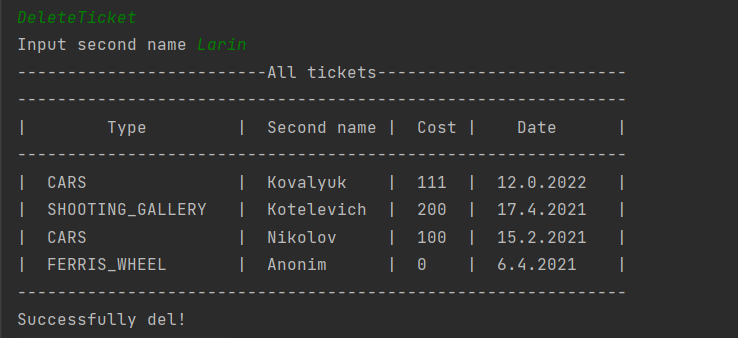 DeleteTicket
Input second name Larin
-------------------------All tickets-------------------------
-------------------------------------------------------------
|        Type         |  Second name |  Cost |    Date      |
-------------------------------------------------------------
|  CARS               |  Kovalyuk    |  111  |  12.0.2022   |
|  SHOOTING_GALLERY   |  Kotelevich  |  200  |  17.4.2021   |
|  CARS               |  Nikolov     |  100  |  15.2.2021   |
|  FERRIS_WHEEL       |  Anonim      |  0    |  6.4.2021    |
-------------------------------------------------------------
Successfully del!